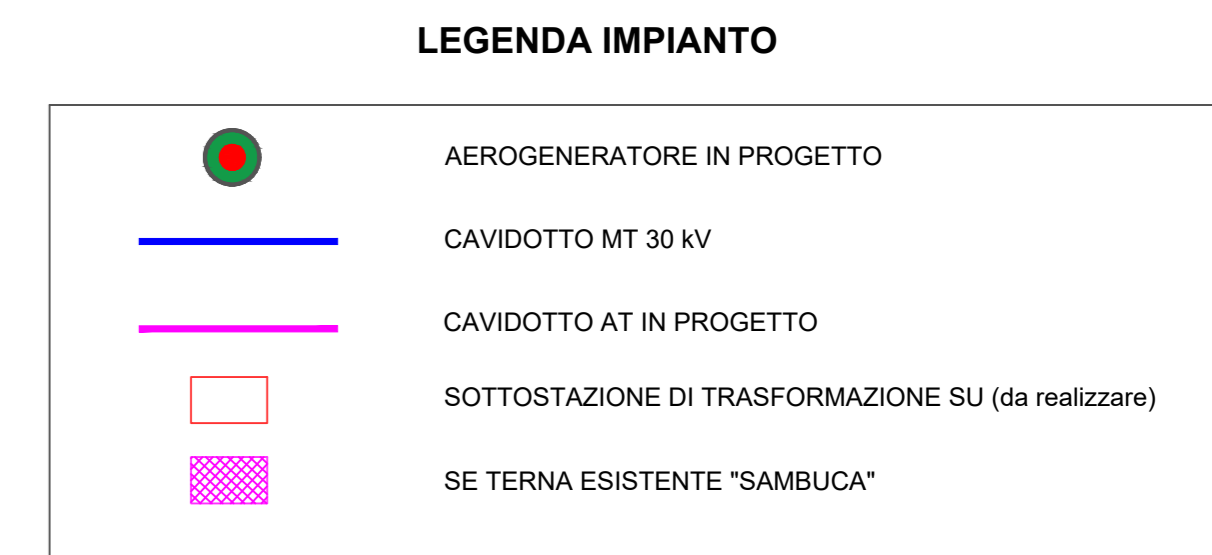 LEGENDA IMPIANTO
AEROGENERATORE IN PROGETTO
CAVIDOTTO MT 30 kV
CAVIDOTTO AT IN PROGETTO
SOTTOSTAZIONE DI TRASFORMAZIONE SU (da realizzare)
SE TERNA ESISTENTE "SAMBUCA"